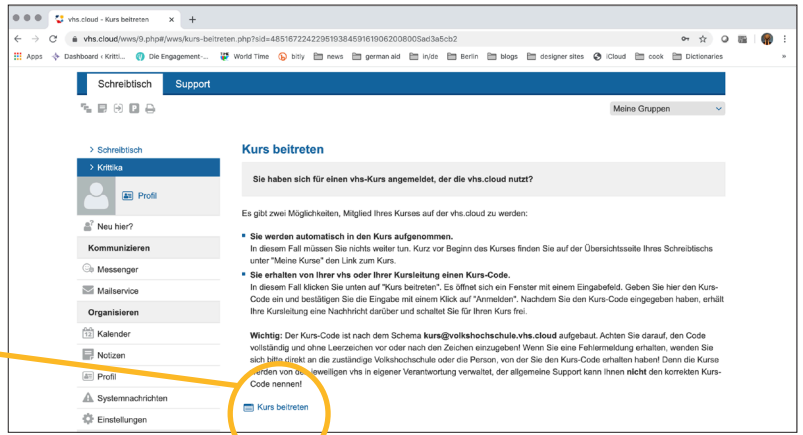 vhs.cloud - Kurs beitreten
vhs.cloud/wws/9.php#/wws/kurs-beitreten.php?sid=48516722422951938459161906200800Sad3a5cb2
Apps Dashboard ‹ Kritti... Die Engagement-... World Time bitly news german aid in/de Berlin blogs designer sites iCloud cook Dictionaries »
Schreibtisch Support
Meine Gruppen
> Schreibtisch
> Krittika
Profil
Neu hier?
Kommunizieren
Messenger
Mailservice
Organisieren
12 Kalender
Notizen
Profil
Systemnachrichten
Einstellungen
Kurs beitreten
Sie haben sich für einen vhs-Kurs angemeldet, der die vhs.cloud nutzt?
Es gibt zwei Möglichkeiten, Mitglied Ihres Kurses auf der vhs.cloud zu werden:
Sie werden automatisch in den Kurs aufgenommen.
In diesem Fall müssen Sie nichts weiter tun. Kurz vor Beginn des Kurses finden Sie auf der Übersichtsseite Ihres Schreibtischs
unter "Meine Kurse" den Link zum Kurs.
Sie erhalten von Ihrer vhs oder Ihrer Kursleitung einen Kurs-Code.
In diesem Fall klicken Sie unten auf "Kurs beitreten". Es öffnet sich ein Fenster mit einem Eingabefeld. Geben Sie hier den Kurs-
Code ein und bestätigen Sie die Eingabe mit einem Klick auf "Anmelden". Nachdem Sie den Kurs-Code eingegeben haben, erhält
Ihre Kursleitung eine Nachricht darüber und schaltet Sie für Ihren Kurs frei.
Wichtig: Der Kurs-Code ist nach dem Schema kurs@volkshochschule.vhs.cloud aufgebaut. Achten Sie darauf, den Code
vollständig und ohne Leerzeichen vor oder nach den Zeichen einzugeben! Wenn Sie eine Fehlermeldung erhalten, wenden Sie
sich bitte direkt an die zuständige Volkshochschule oder die Person, von der Sie den Kurs-Code erhalten haben! Denn die Kurse
werden von den jeweiligen vhs in eigener Verantwortung verwaltet, der allgemeine Support kann Ihnen nicht den korrekten Kurs-
Code nennen!
Kurs beitreten